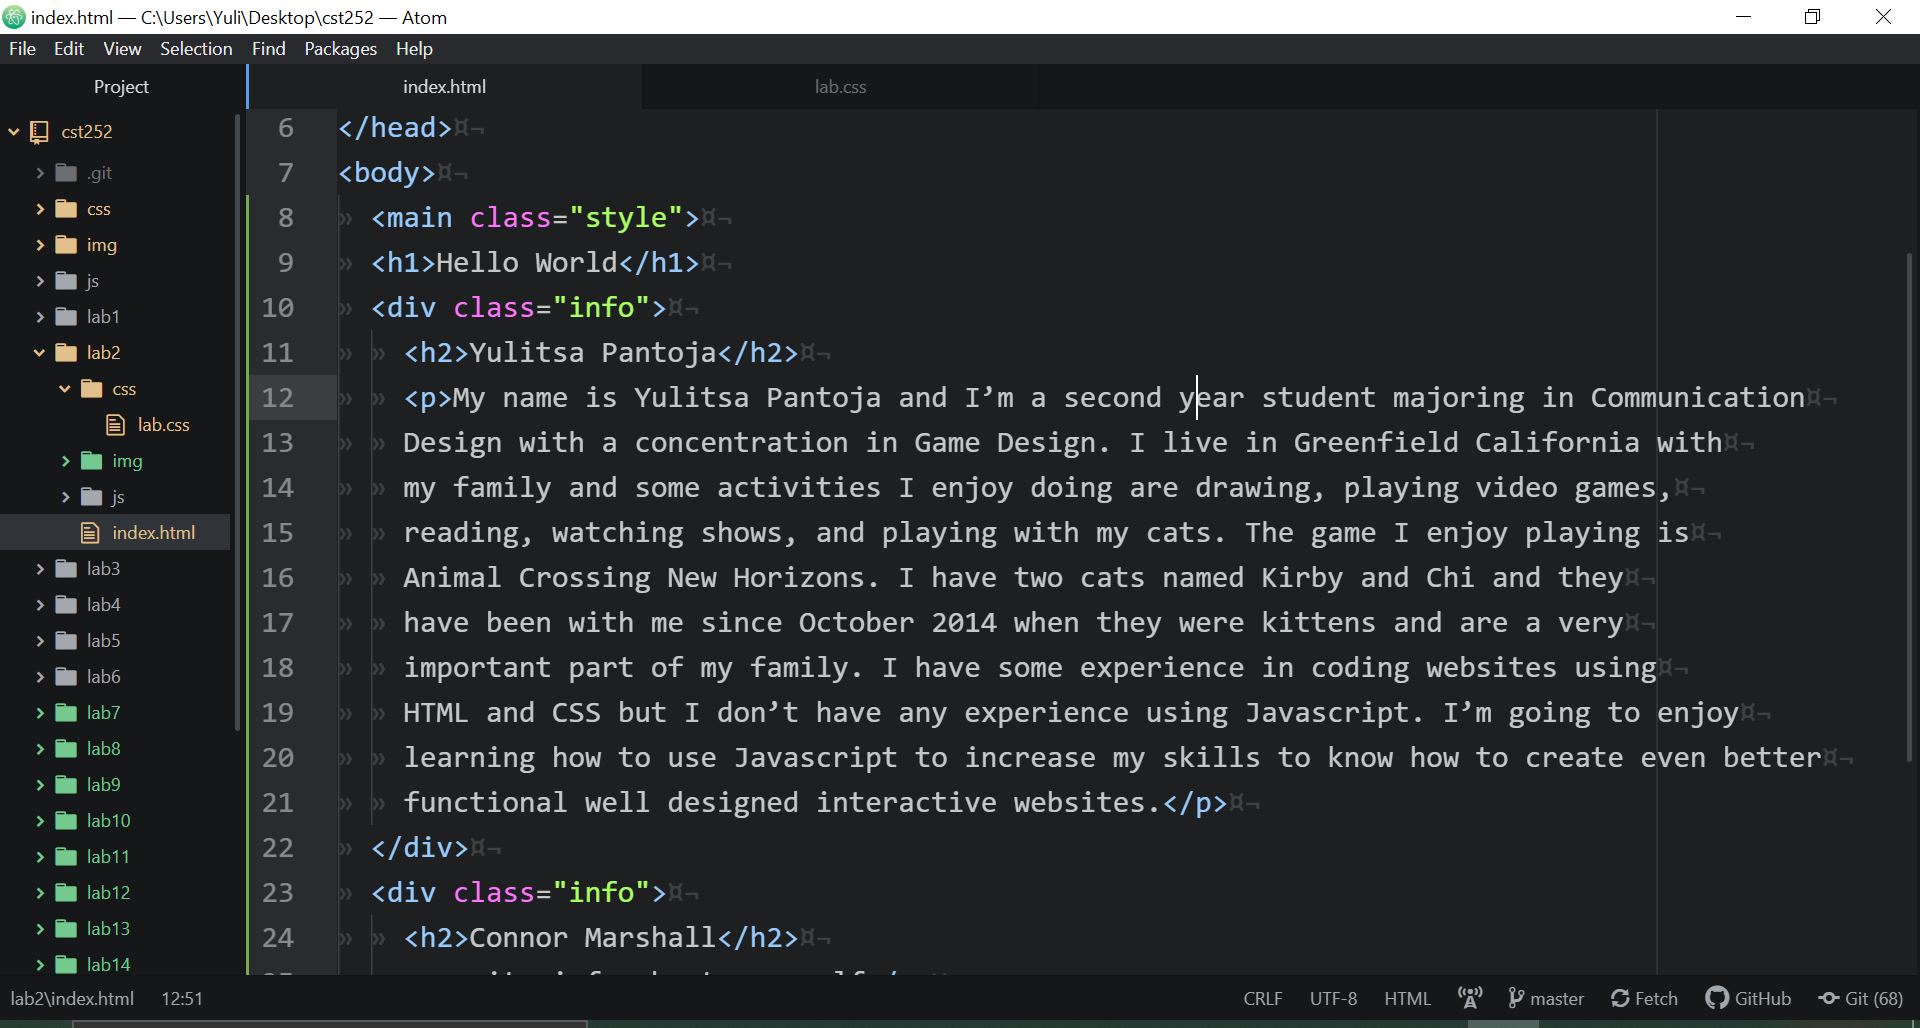 index.html — C:\Users\Yuli\Desktop\cst252 — Atom
File Edit View Selection Find Packages Help
Project
index.html
lab.css
cst252
.git
css
img
js
lab1
lab2
css
lab.css
img
js
index.html
lab3
lab4
lab5
lab6
lab7
lab8
lab9
lab10
lab11
lab12
lab13
lab14
6 </head>¤¬
7 <body>¤¬
8 » <main class="style">¤¬
9 » <h1>Hello World</h1>¤¬
10 » <div class="info">¤¬
11 » » <h2>Yulitsa Pantoja</h2>¤¬
12 » » <p>My name is Yulitsa Pantoja and I’m a second year student majoring in Communication¤¬
13 » » Design with a concentration in Game Design. I live in Greenfield California with¤¬
14 » » my family and some activities I enjoy doing are drawing, playing video games,¤¬
15 » » reading, watching shows, and playing with my cats. The game I enjoy playing is¤¬
16 » » Animal Crossing New Horizons. I have two cats named Kirby and Chi and they¤¬
17 » » have been with me since October 2014 when they were kittens and are a very¤¬
18 » » important part of my family. I have some experience in coding websites using¤¬
19 » » HTML and CSS but I don’t have any experience using Javascript. I’m going to enjoy¤¬
20 » » learning how to use Javascript to increase my skills to know how to create even better¤¬
21 » » functional well designed interactive websites.</p>¤¬
22 » </div>¤¬
23 » <div class="info">¤¬
24 » » <h2>Connor Marshall</h2>¤¬
lab2\index.html 12:51 CRLF UTF-8 HTML master Fetch GitHub Git (68)